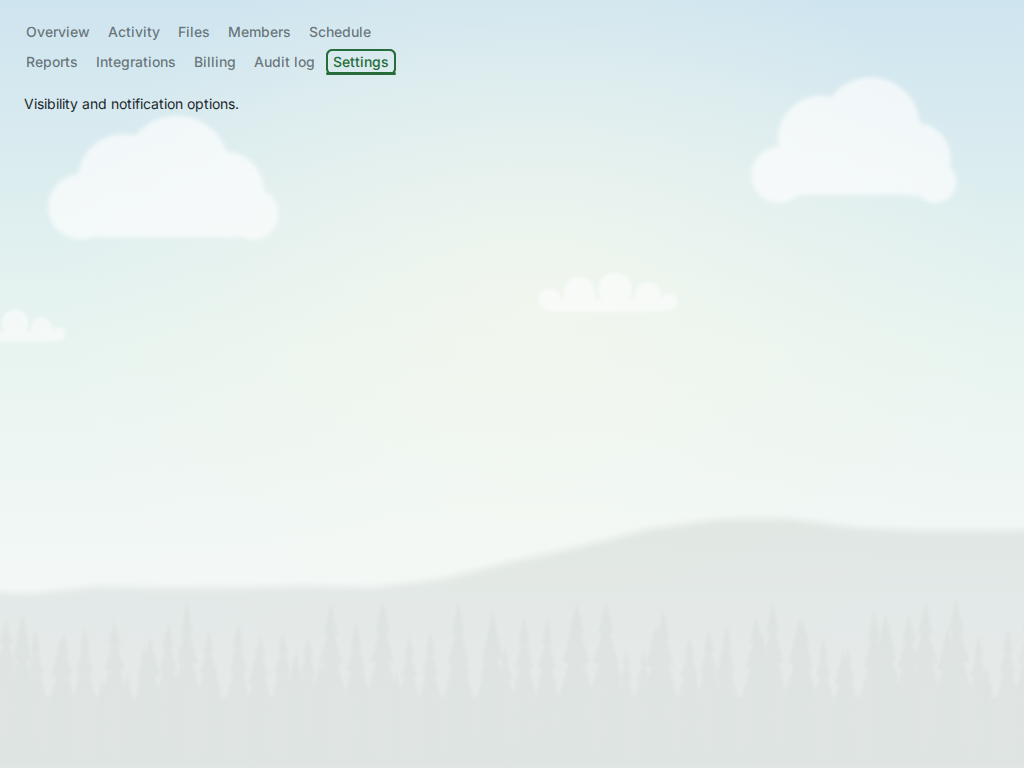 Overview Activity Files Members Schedule
Reports Integrations Billing Audit log Settings
Visibility and notification options.